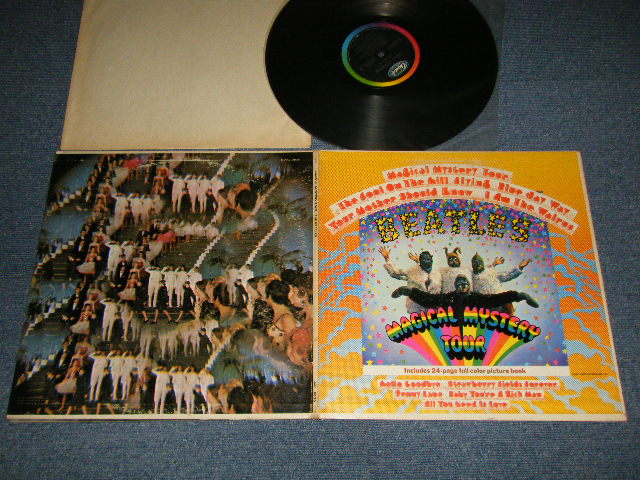 Capitol
Magical Mystery Tour
The Fool On The Hill Flying Blue Jay Way
Your Mother Should Know I Am The Walrus
BEATLES
MAGICAL MYSTERY
TOUR
Includes 24-page full color picture book
Hello Goodbye Strawberry Fields Forever
Penny Lane Baby You're A Rich Man
All You Need Is Love